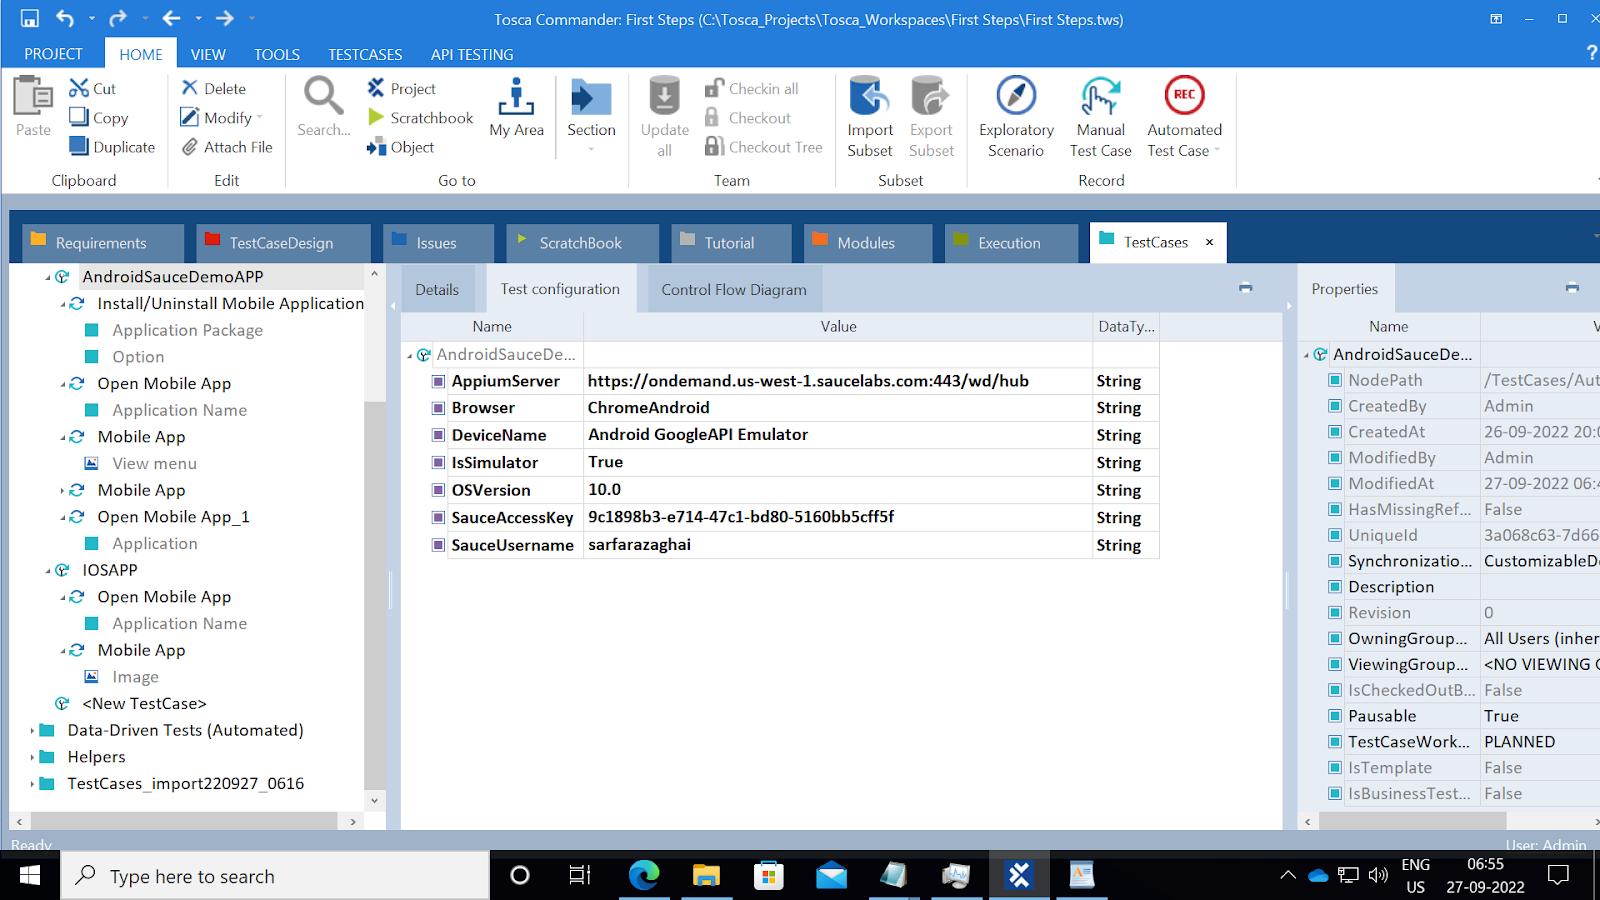 Tosca Commander: First Steps (C:\Tosca_Projects\Tosca_Workspaces\First Steps\First Steps.tws)
PROJECT HOME VIEW TOOLS TESTCASES API TESTING ?
Paste
Cut
Copy
Duplicate
Clipboard
Delete
Modify
Attach File
Edit
Search...
Project
Scratchbook
Object
My Area
Section
Go to
Update all
Checkin all
Checkout
Checkout Tree
Team
Import Subset
Export Subset
Subset
Exploratory Scenario
Manual Test Case
REC
Automated Test Case
Record
Requirements TestCaseDesign Issues ScratchBook Tutorial Modules Execution TestCases ×
AndroidSauceDemoAPP
Install/Uninstall Mobile Application
Application Package
Option
Open Mobile App
Application Name
Mobile App
View menu
Mobile App
Open Mobile App_1
Application
IOSAPP
Open Mobile App
Application Name
Mobile App
Image
<New TestCase>
Data-Driven Tests (Automated)
Helpers
TestCases_import220927_0616
Details Test configuration Control Flow Diagram
Name Value DataTy...
AndroidSauceDe...
AppiumServer https://ondemand.us-west-1.saucelabs.com:443/wd/hub String
Browser ChromeAndroid String
DeviceName Android GoogleAPI Emulator String
IsSimulator True String
OSVersion 10.0 String
SauceAccessKey 9c1898b3-e714-47c1-bd80-5160bb5cff5f String
SauceUsername sarfarazaghai String
Properties
Name V
AndroidSauceDe...
NodePath /TestCases/Aut
CreatedBy Admin
CreatedAt 26-09-2022 20:0
ModifiedBy Admin
ModifiedAt 27-09-2022 06:4
HasMissingRef... False
UniqueId 3a068c63-7d66
Synchronizatio... CustomizableDe
Description
Revision 0
OwningGroup... All Users (inher
ViewingGroup... <NO VIEWING G
IsCheckedOutB... False
Pausable True
TestCaseWork... PLANNED
IsTemplate False
IsBusinessTest... False
Ready User: Admin
Type here to search
ENG US
06:55
27-09-2022